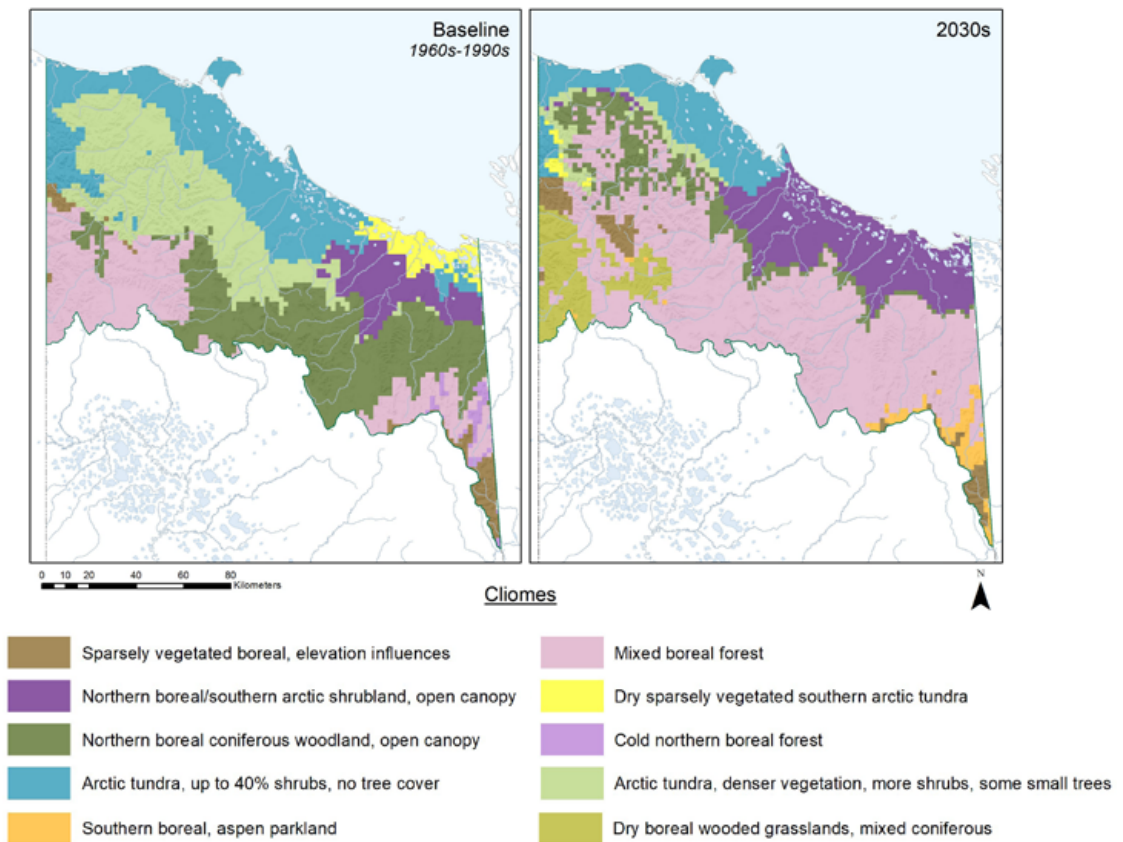 Baseline
1960s-1990s
2030s
0 10 20 40 60 80
Kilometers
Cliomes
N
Sparsely vegetated boreal, elevation influences
Northern boreal/southern arctic shrubland, open canopy
Northern boreal coniferous woodland, open canopy
Arctic tundra, up to 40% shrubs, no tree cover
Southern boreal, aspen parkland
Mixed boreal forest
Dry sparsely vegetated southern arctic tundra
Cold northern boreal forest
Arctic tundra, denser vegetation, more shrubs, some small trees
Dry boreal wooded grasslands, mixed coniferous